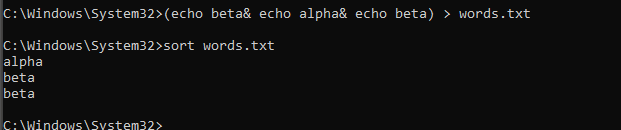 C:\Windows\System32>(echo beta& echo alpha& echo beta) > words.txt
C:\Windows\System32>sort words.txt
alpha
beta
beta
C:\Windows\System32>